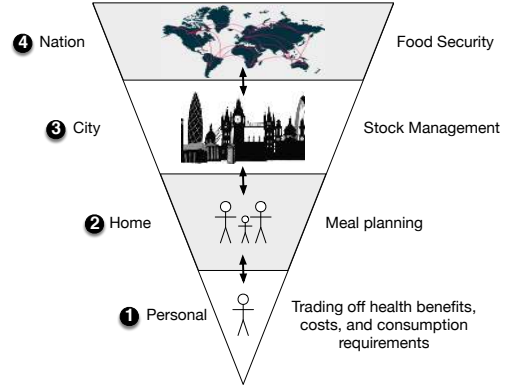 4 Nation
Food Security
3 City
Stock Management
2 Home
Meal planning
1 Personal
Trading off health benefits,
costs, and consumption
requirements